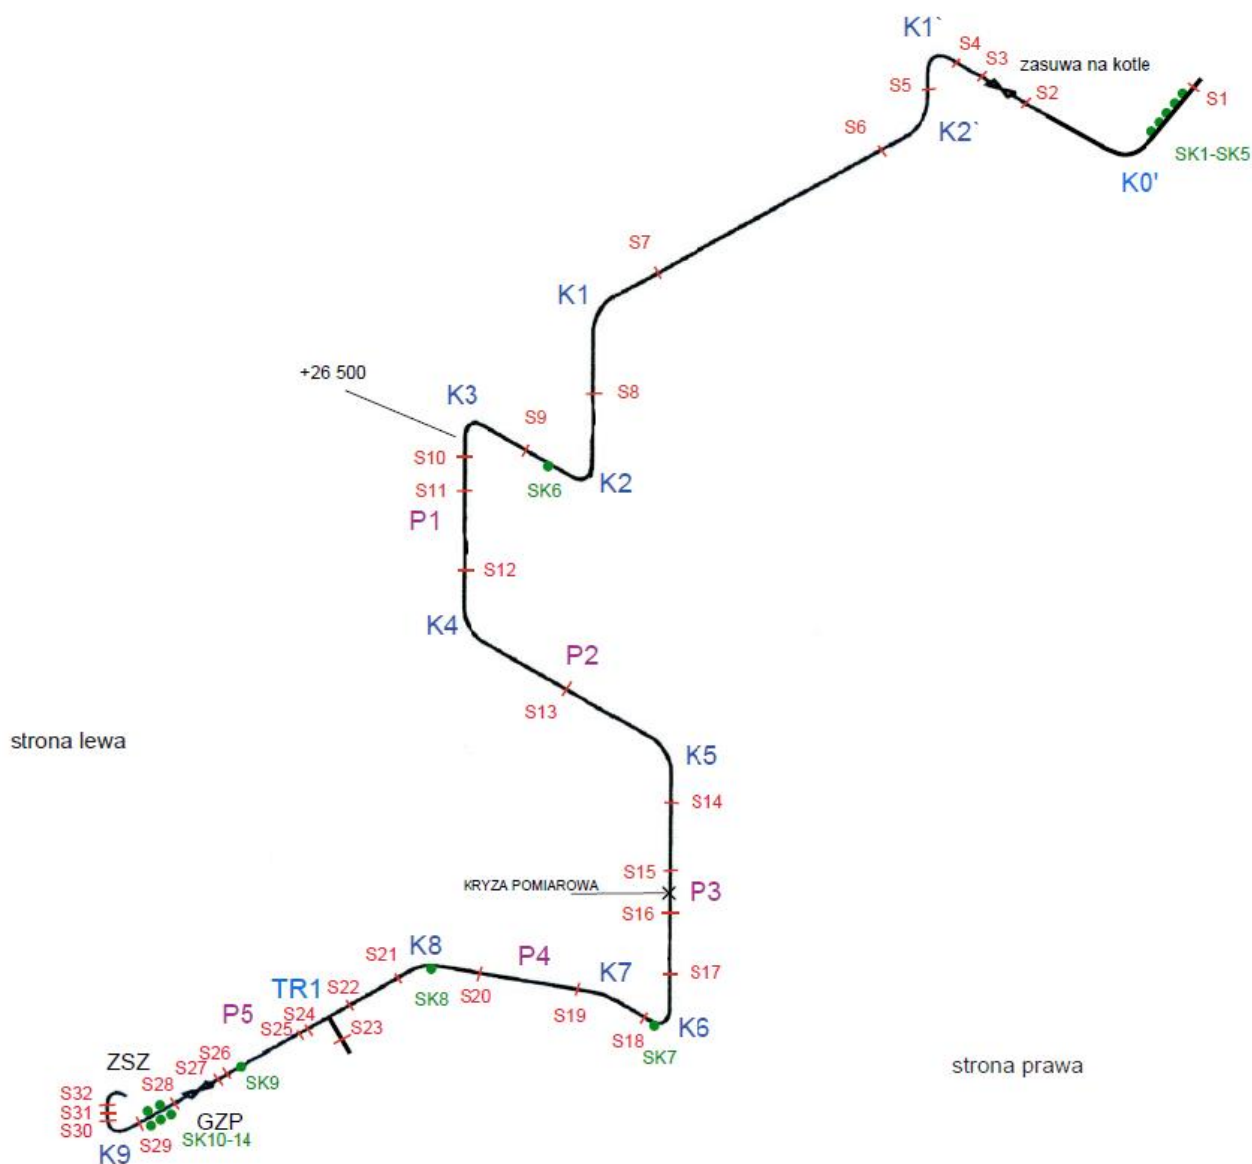 K1`
S4
S3
zasuwa na kotle
S5
S2
S1
K2`
S6
SK1-SK5
K0'
S7
K1
+26 500
K3
S8
S9
S10
SK6
K2
S11
P1
S12
K4
P2
S13
strona lewa
K5
S14
S15
KRYZA POMIAROWA
P3
S16
K8
S21
P4
K7
S17
TR1
S22
SK8
S20
P5
S24
S19
S25
S23
S18
K6
SK7
S26
ZSZ
S27
SK9
strona prawa
S32
S28
S31
GZP
S30
SK10-14
K9
S29